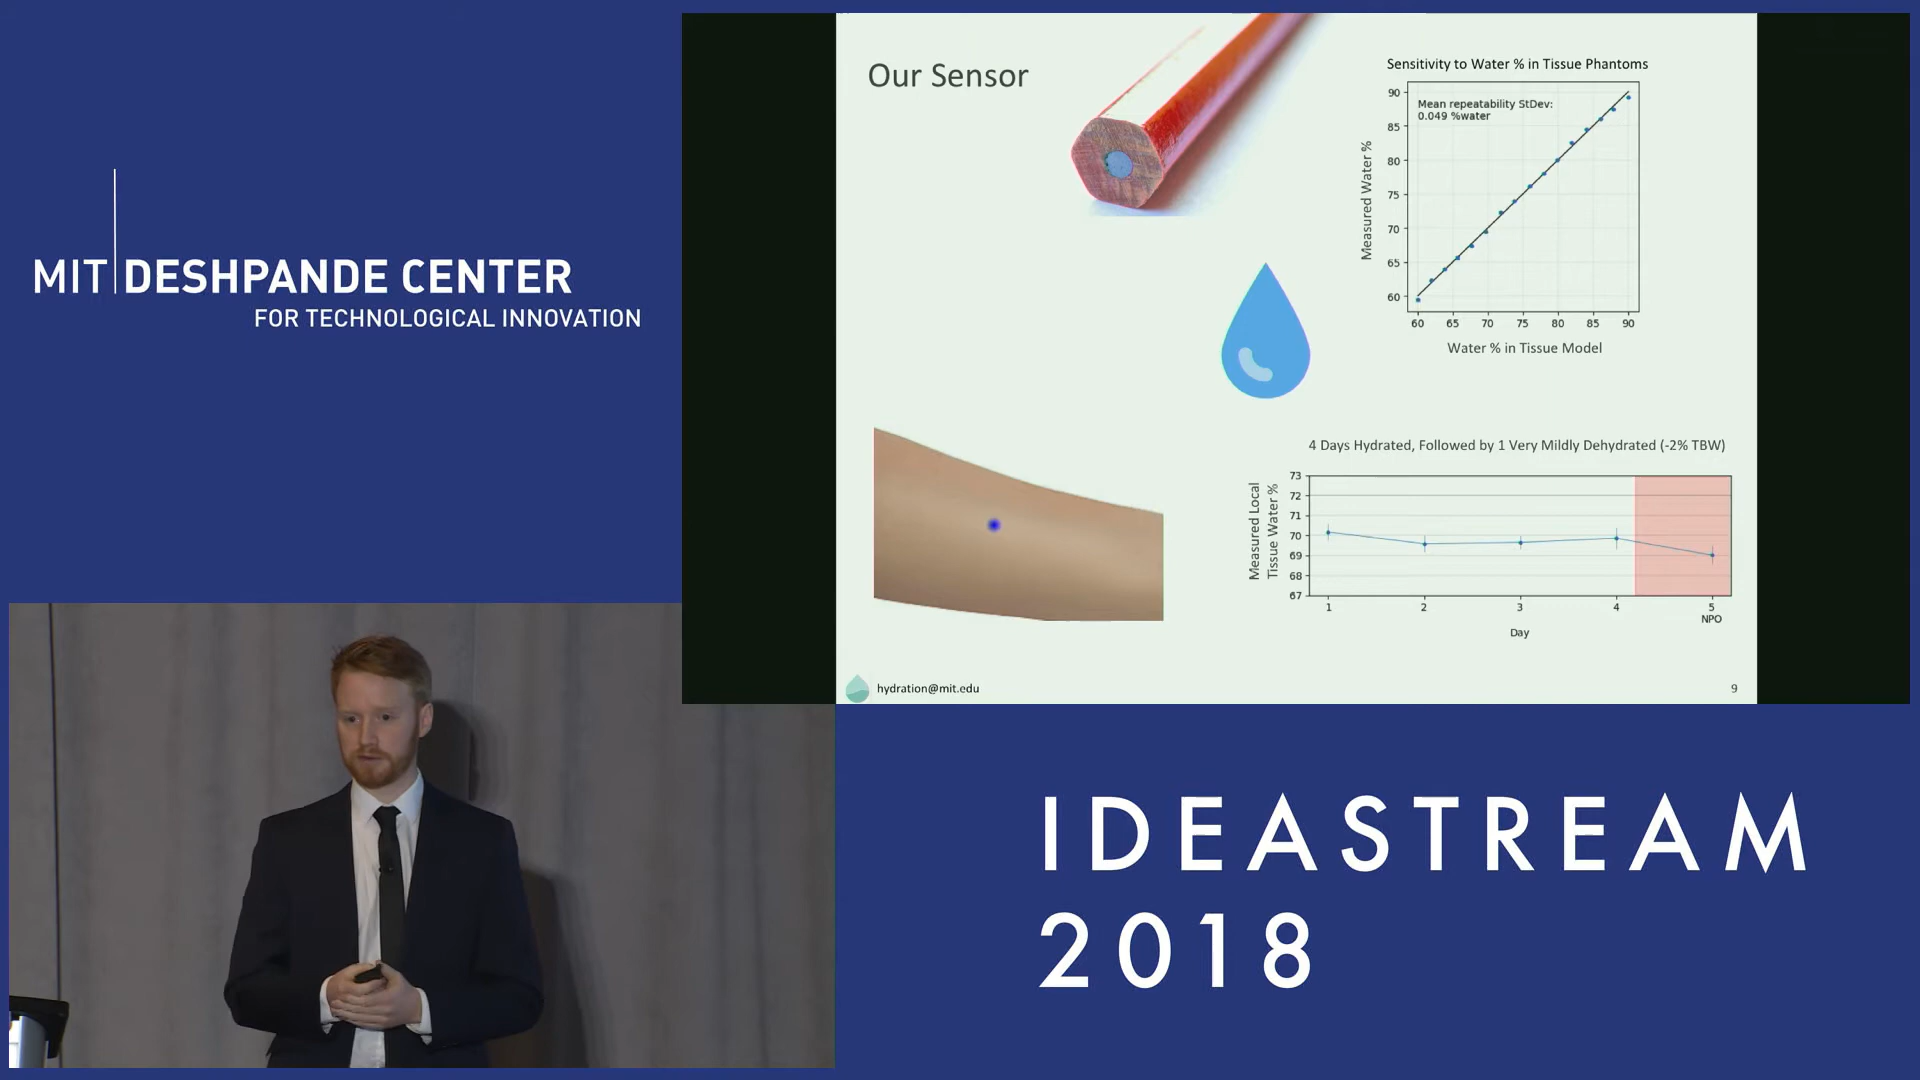 MIT DESHPANDE CENTER
FOR TECHNOLOGICAL INNOVATION
Our Sensor
Sensitivity to Water % in Tissue Phantoms
Mean repeatability StDev:
0.049 %water
Measured Water %
90
85
80
75
70
65
60
60 65 70 75 80 85 90
Water % in Tissue Model
4 Days Hydrated, Followed by 1 Very Mildly Dehydrated (-2% TBW)
Measured Local
Tissue Water %
73
72
71
70
69
68
67
1 2 3 4 5
NPO
Day
hydration@mit.edu
9
IDEASTREAM
2018